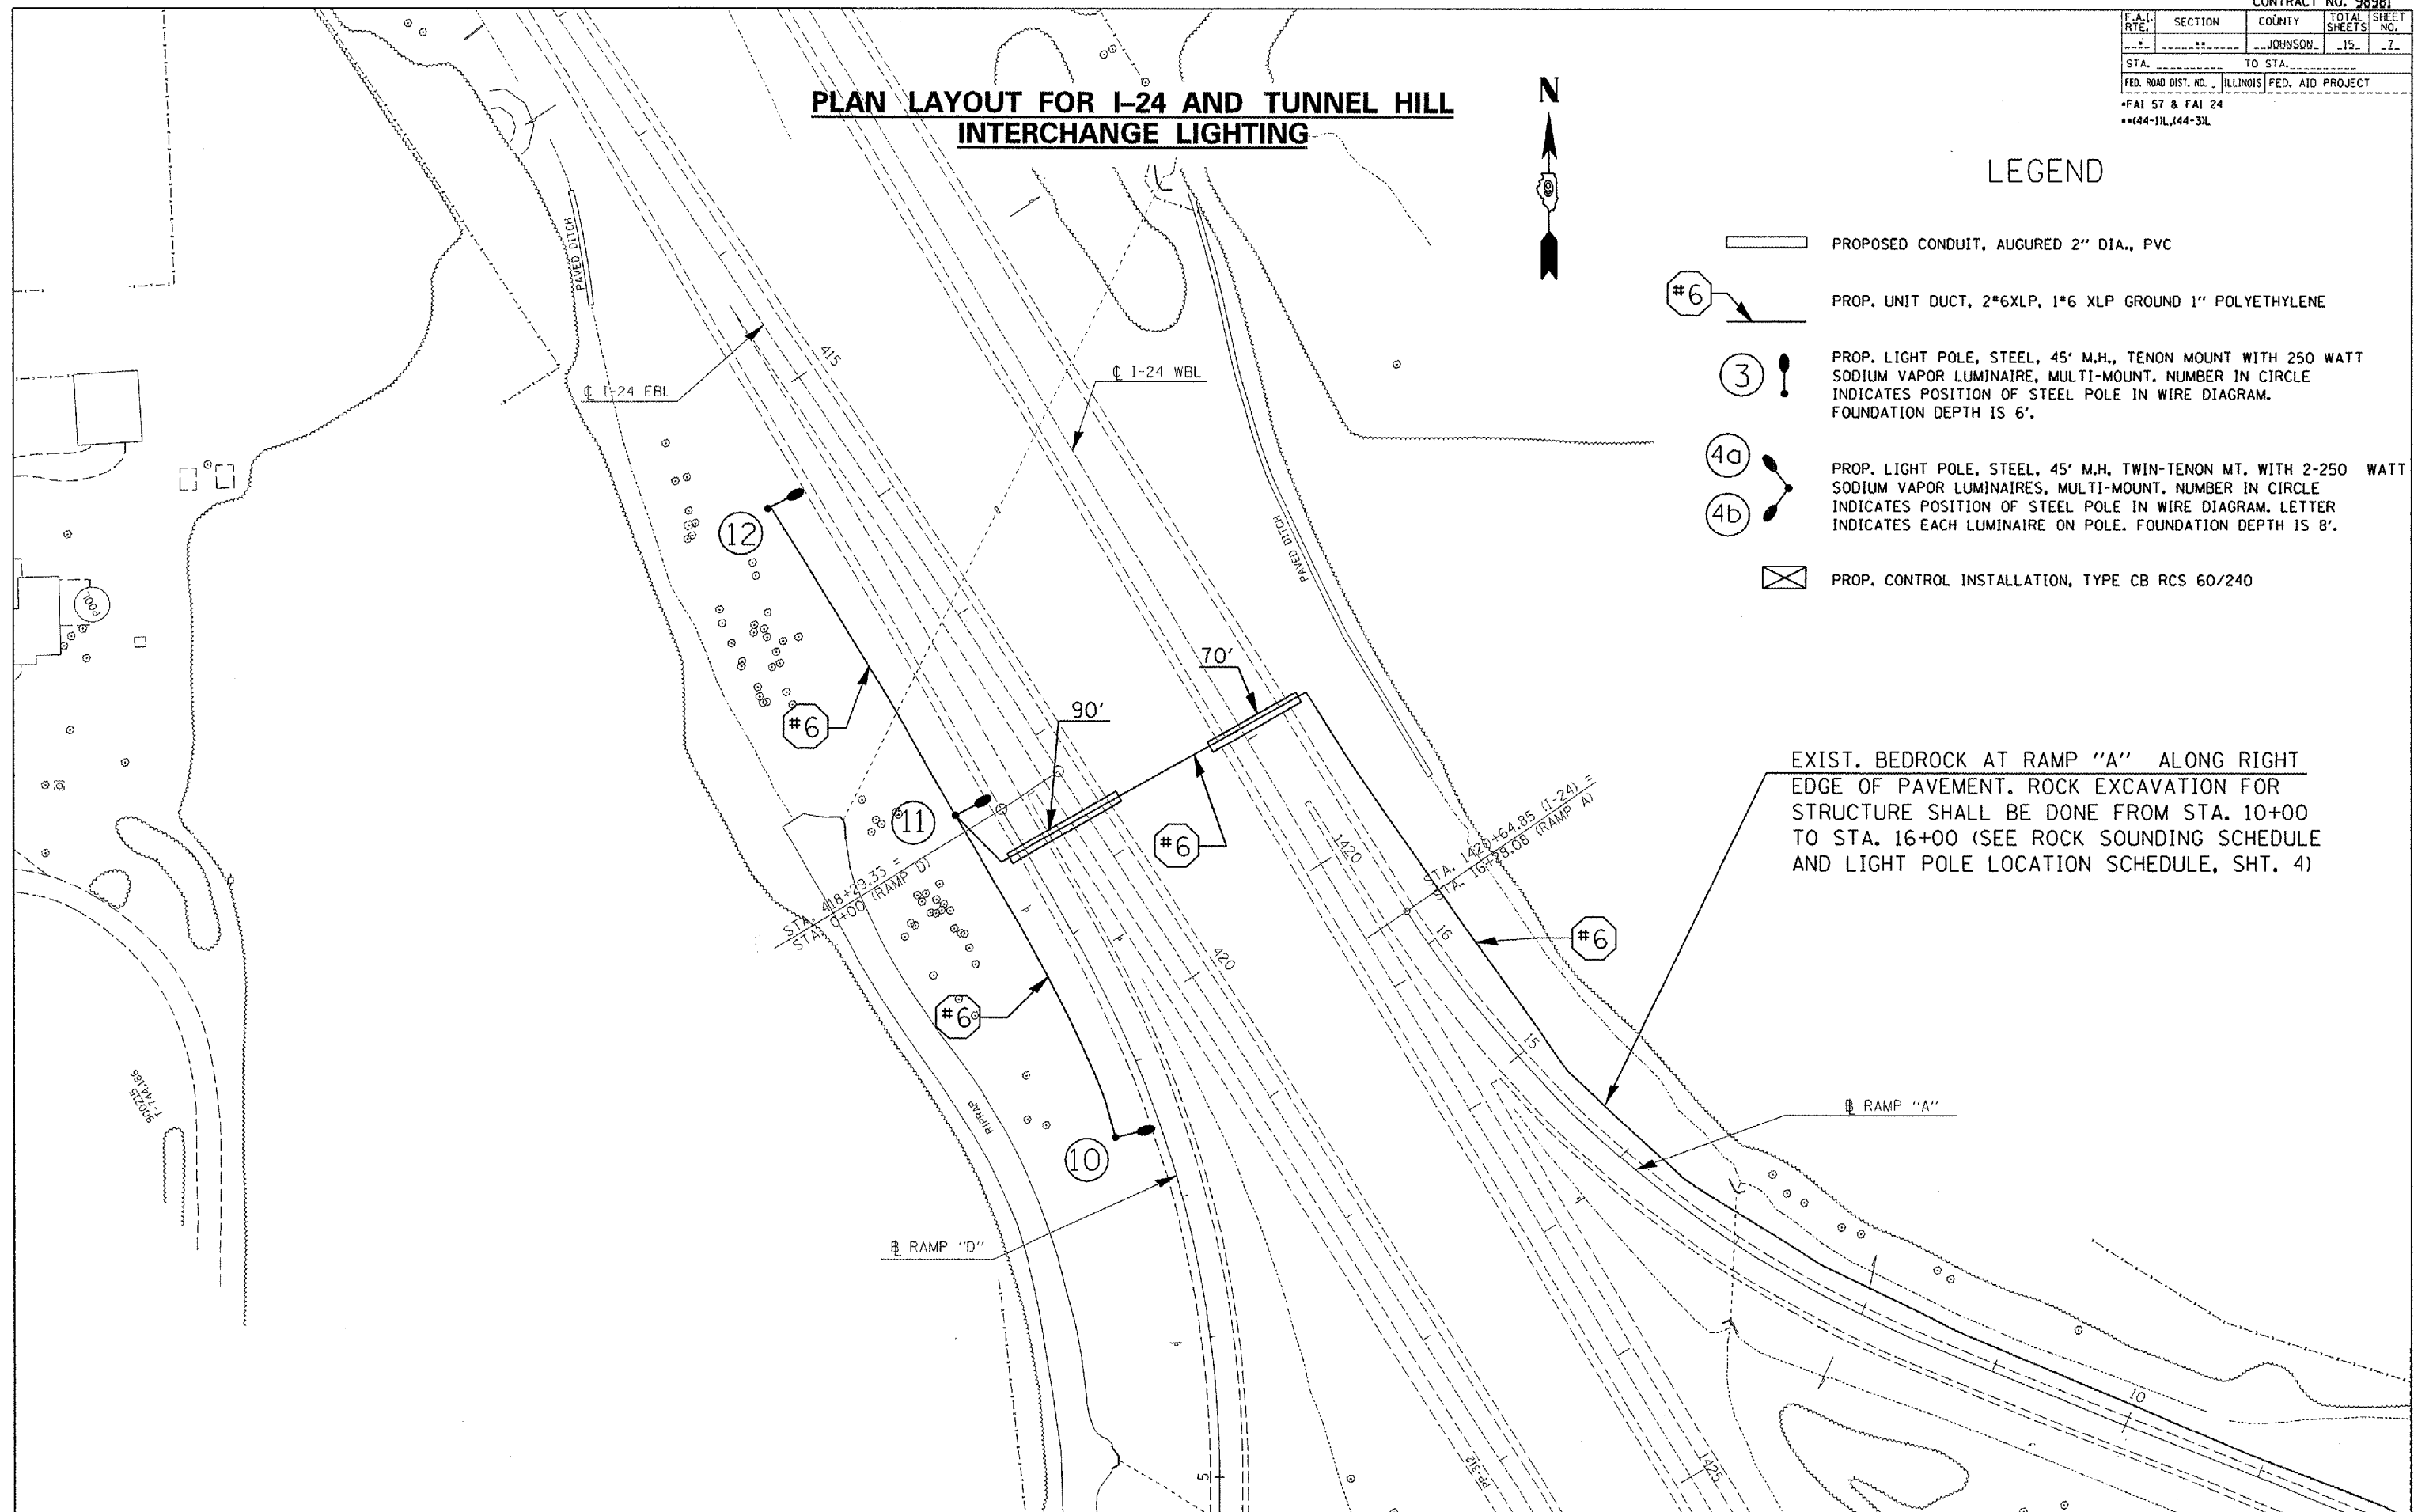 CONTRACT NO. 98981
F.A.I. RTE. SECTION COUNTY TOTAL SHEETS SHEET NO.
* ** JOHNSON 15 7
STA. TO STA.
FED. ROAD DIST. NO. ILLINOIS FED. AID PROJECT
*FAI 57 & FAI 24
**(44-1)L,(44-3)L
PLAN LAYOUT FOR I-24 AND TUNNEL HILL
INTERCHANGE LIGHTING
N
LEGEND
PROPOSED CONDUIT, AUGURED 2" DIA., PVC
#6
PROP. UNIT DUCT, 2#6XLP, 1#6 XLP GROUND 1" POLYETHYLENE
3
PROP. LIGHT POLE, STEEL, 45' M.H., TENON MOUNT WITH 250 WATT
SODIUM VAPOR LUMINAIRE, MULTI-MOUNT. NUMBER IN CIRCLE
INDICATES POSITION OF STEEL POLE IN WIRE DIAGRAM.
FOUNDATION DEPTH IS 6'.
4a
4b
PROP. LIGHT POLE, STEEL, 45' M.H, TWIN-TENON MT. WITH 2-250 WATT
SODIUM VAPOR LUMINAIRES, MULTI-MOUNT. NUMBER IN CIRCLE
INDICATES POSITION OF STEEL POLE IN WIRE DIAGRAM. LETTER
INDICATES EACH LUMINAIRE ON POLE. FOUNDATION DEPTH IS 8'.
PROP. CONTROL INSTALLATION, TYPE CB RCS 60/240
PAVED DITCH
415
℄ I-24 EBL
℄ I-24 WBL
12
PAVED DITCH
POOL
70'
#6
90'
11
#6
EXIST. BEDROCK AT RAMP "A" ALONG RIGHT
EDGE OF PAVEMENT. ROCK EXCAVATION FOR
STRUCTURE SHALL BE DONE FROM STA. 10+00
TO STA. 16+00 (SEE ROCK SOUNDING SCHEDULE
AND LIGHT POLE LOCATION SCHEDULE, SHT. 4)
1420
STA. 1420+64.85 (I-24) =
STA. 16+28.08 (RAMP A)
STA. 418+29.33 =
STA. 0+00 (RAMP D)
16
#6
420
#6
15
900215
T-744.186
RIPRAP
10
B RAMP "A"
B RAMP "D"
10
5
PP-312
1425